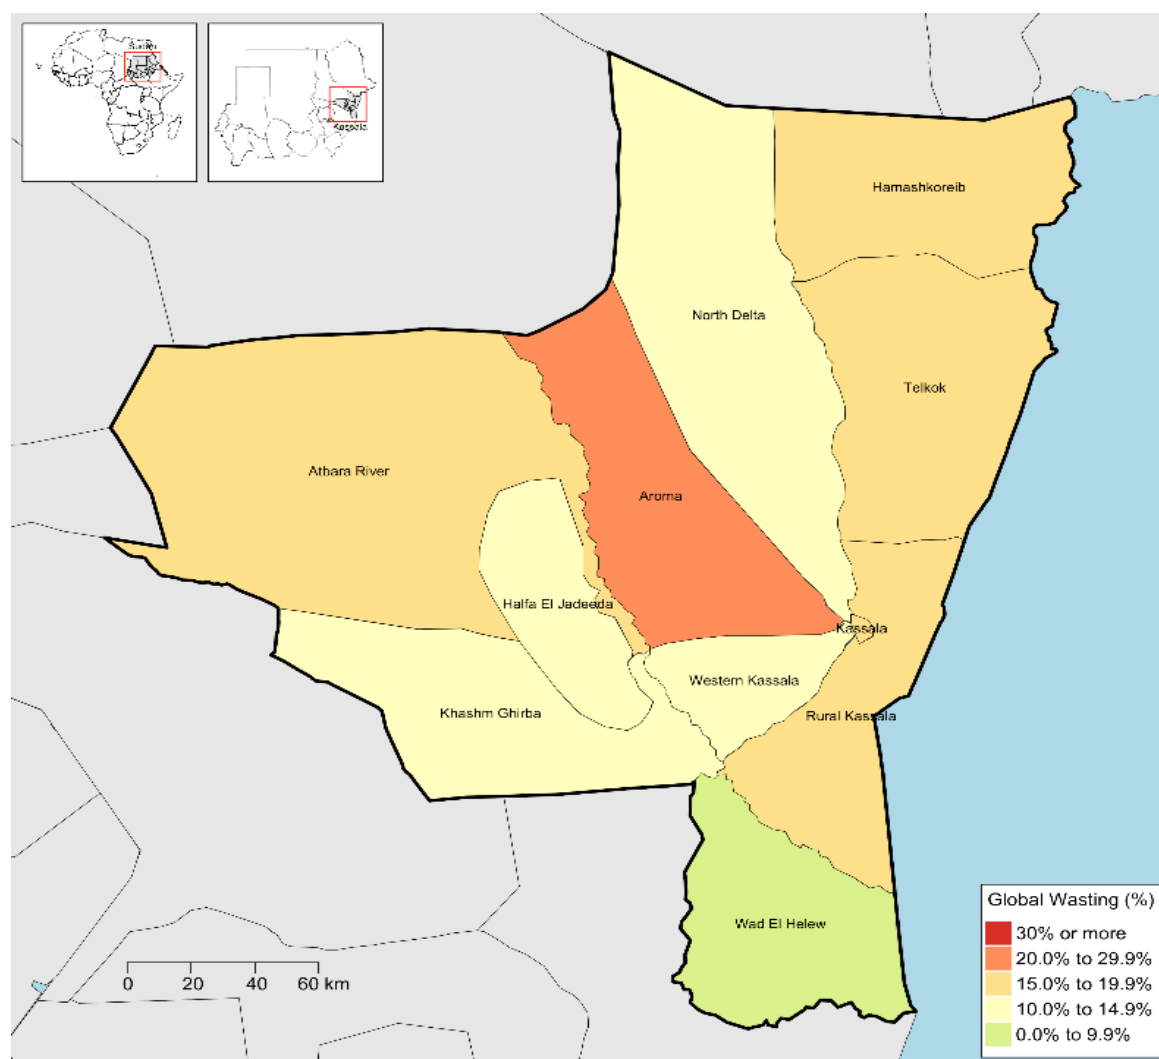 Sudan
Kassala
Hamashkoreib
North Delta
Telkok
Atbara River
Aroma
Halfa El Jadeeda
Kassala
Western Kassala
Khashm Ghirba
Rural Kassala
Wad El Helew
0 20 40 60 km
Global Wasting (%)
30% or more
20.0% to 29.9%
15.0% to 19.9%
10.0% to 14.9%
0.0% to 9.9%